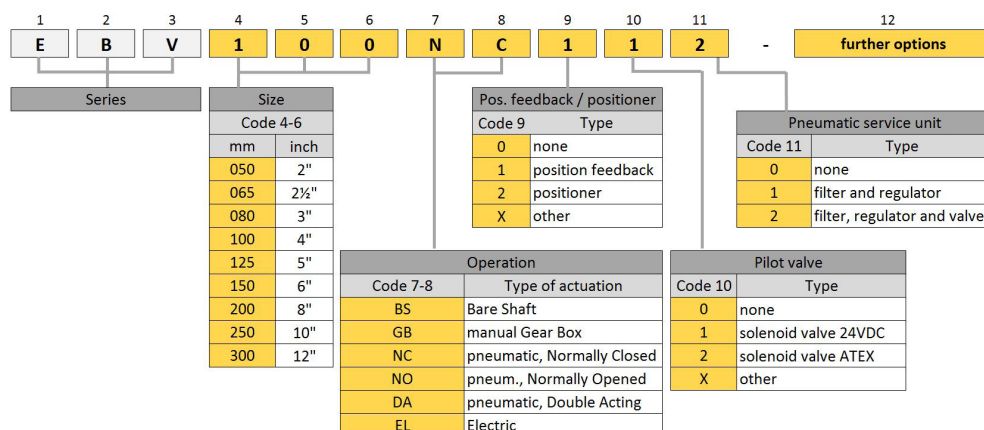 1 2 3 4 5 6 7 8 9 10 11 12
E B V 1 0 0 N C 1 1 2 - further options
Series
Size
Code 4-6
mm inch
050 2"
065 2½"
080 3"
100 4"
125 5"
150 6"
200 8"
250 10"
300 12"
Pos. feedback / positioner
Code 9 Type
0 none
1 position feedback
2 positioner
X other
Pneumatic service unit
Code 11 Type
0 none
1 filter and regulator
2 filter, regulator and valve
Operation
Code 7-8 Type of actuation
BS Bare Shaft
GB manual Gear Box
NC pneumatic, Normally Closed
NO pneum., Normally Opened
DA pneumatic, Double Acting
EL Electric
Pilot valve
Code 10 Type
0 none
1 solenoid valve 24VDC
2 solenoid valve ATEX
X other